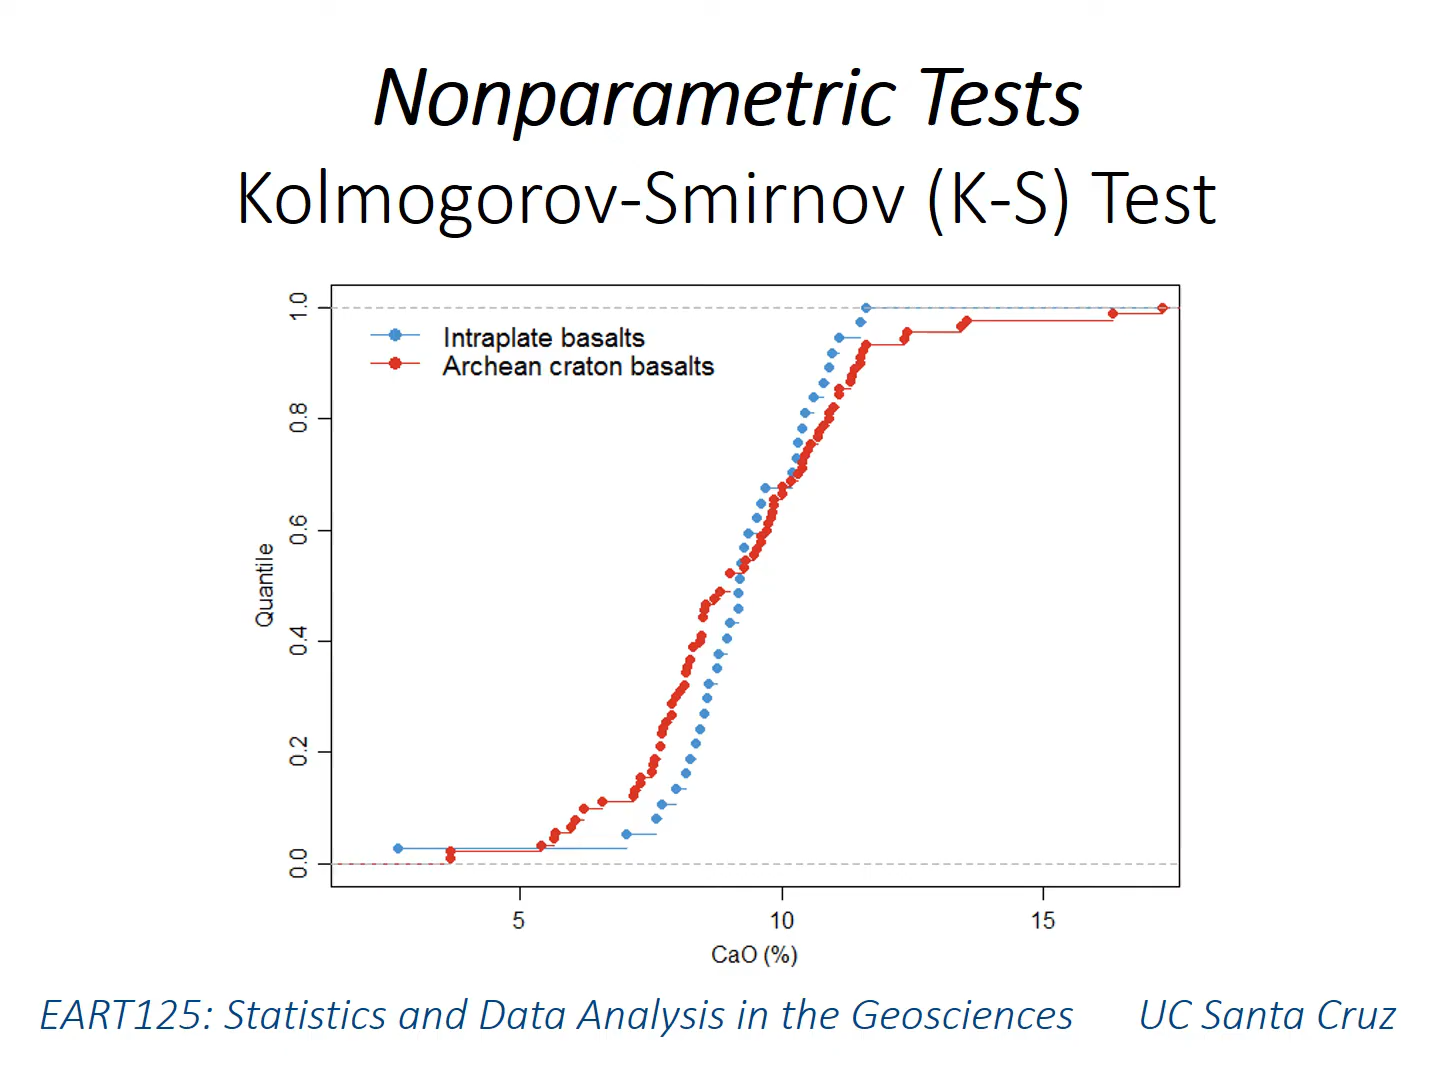 Nonparametric Tests
Kolmogorov-Smirnov (K-S) Test
Intraplate basalts
Archean craton basalts
1.0
0.8
0.6
0.4
0.2
0.0
Quantile
5 10 15
CaO (%)
EART125: Statistics and Data Analysis in the Geosciences UC Santa Cruz